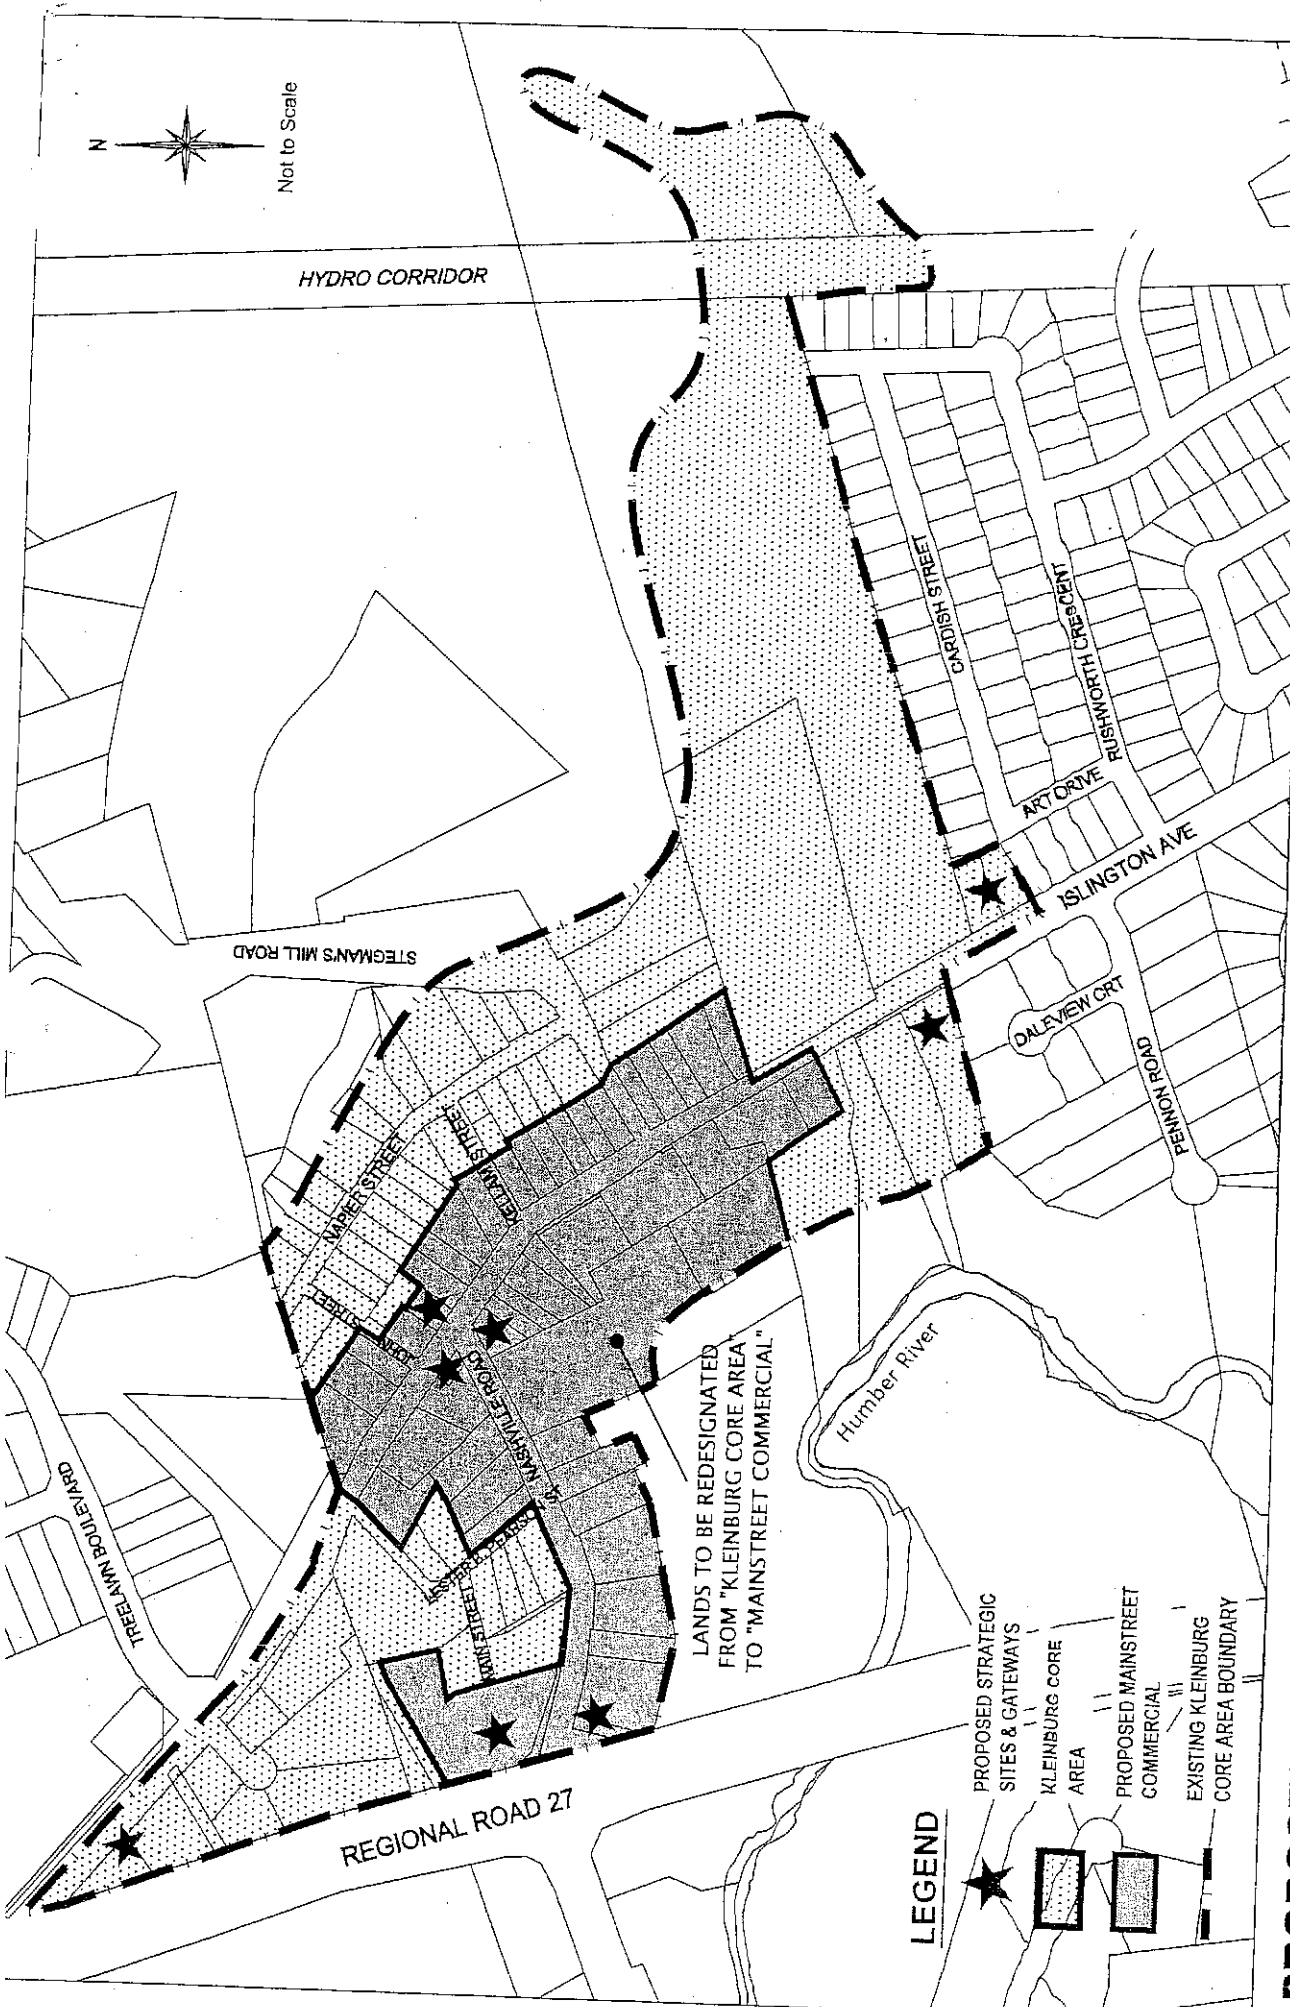 N
Not to Scale
HYDRO CORRIDOR
STEGMAN'S MILL ROAD
TREELAWN BOULEVARD
NAPIER STREET
KELLAM STREET
JOHN STREET
NASHVILLE ROAD
LESTER B. PEARSON ST.
MAIN STREET
REGIONAL ROAD 27
CARDISH STREET
RUSHWORTH CRESCENT
ART DRIVE
ISLINGTON AVE
DALEVIEW CRT
PENNON ROAD
Humber River
LANDS TO BE REDESIGNATED
FROM "KLEINBURG CORE AREA"
TO "MAINSTREET COMMERCIAL"
LEGEND
PROPOSED STRATEGIC
SITES & GATEWAYS
KLEINBURG CORE
AREA
PROPOSED MAINSTREET
COMMERCIAL
EXISTING KLEINBURG
CORE AREA BOUNDARY